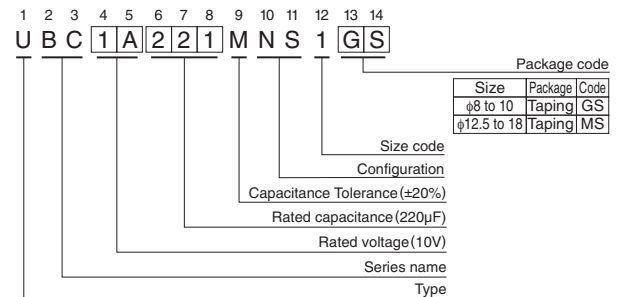 1 2 3 4 5 6 7 8 9 10 11 12 13 14
U B C 1 A 2 2 1 M N S 1 G S
Package code
Size Package Code
ϕ8 to 10 Taping GS
ϕ12.5 to 18 Taping MS
Size code
Configuration
Capacitance Tolerance (±20%)
Rated capacitance (220µF)
Rated voltage (10V)
Series name
Type